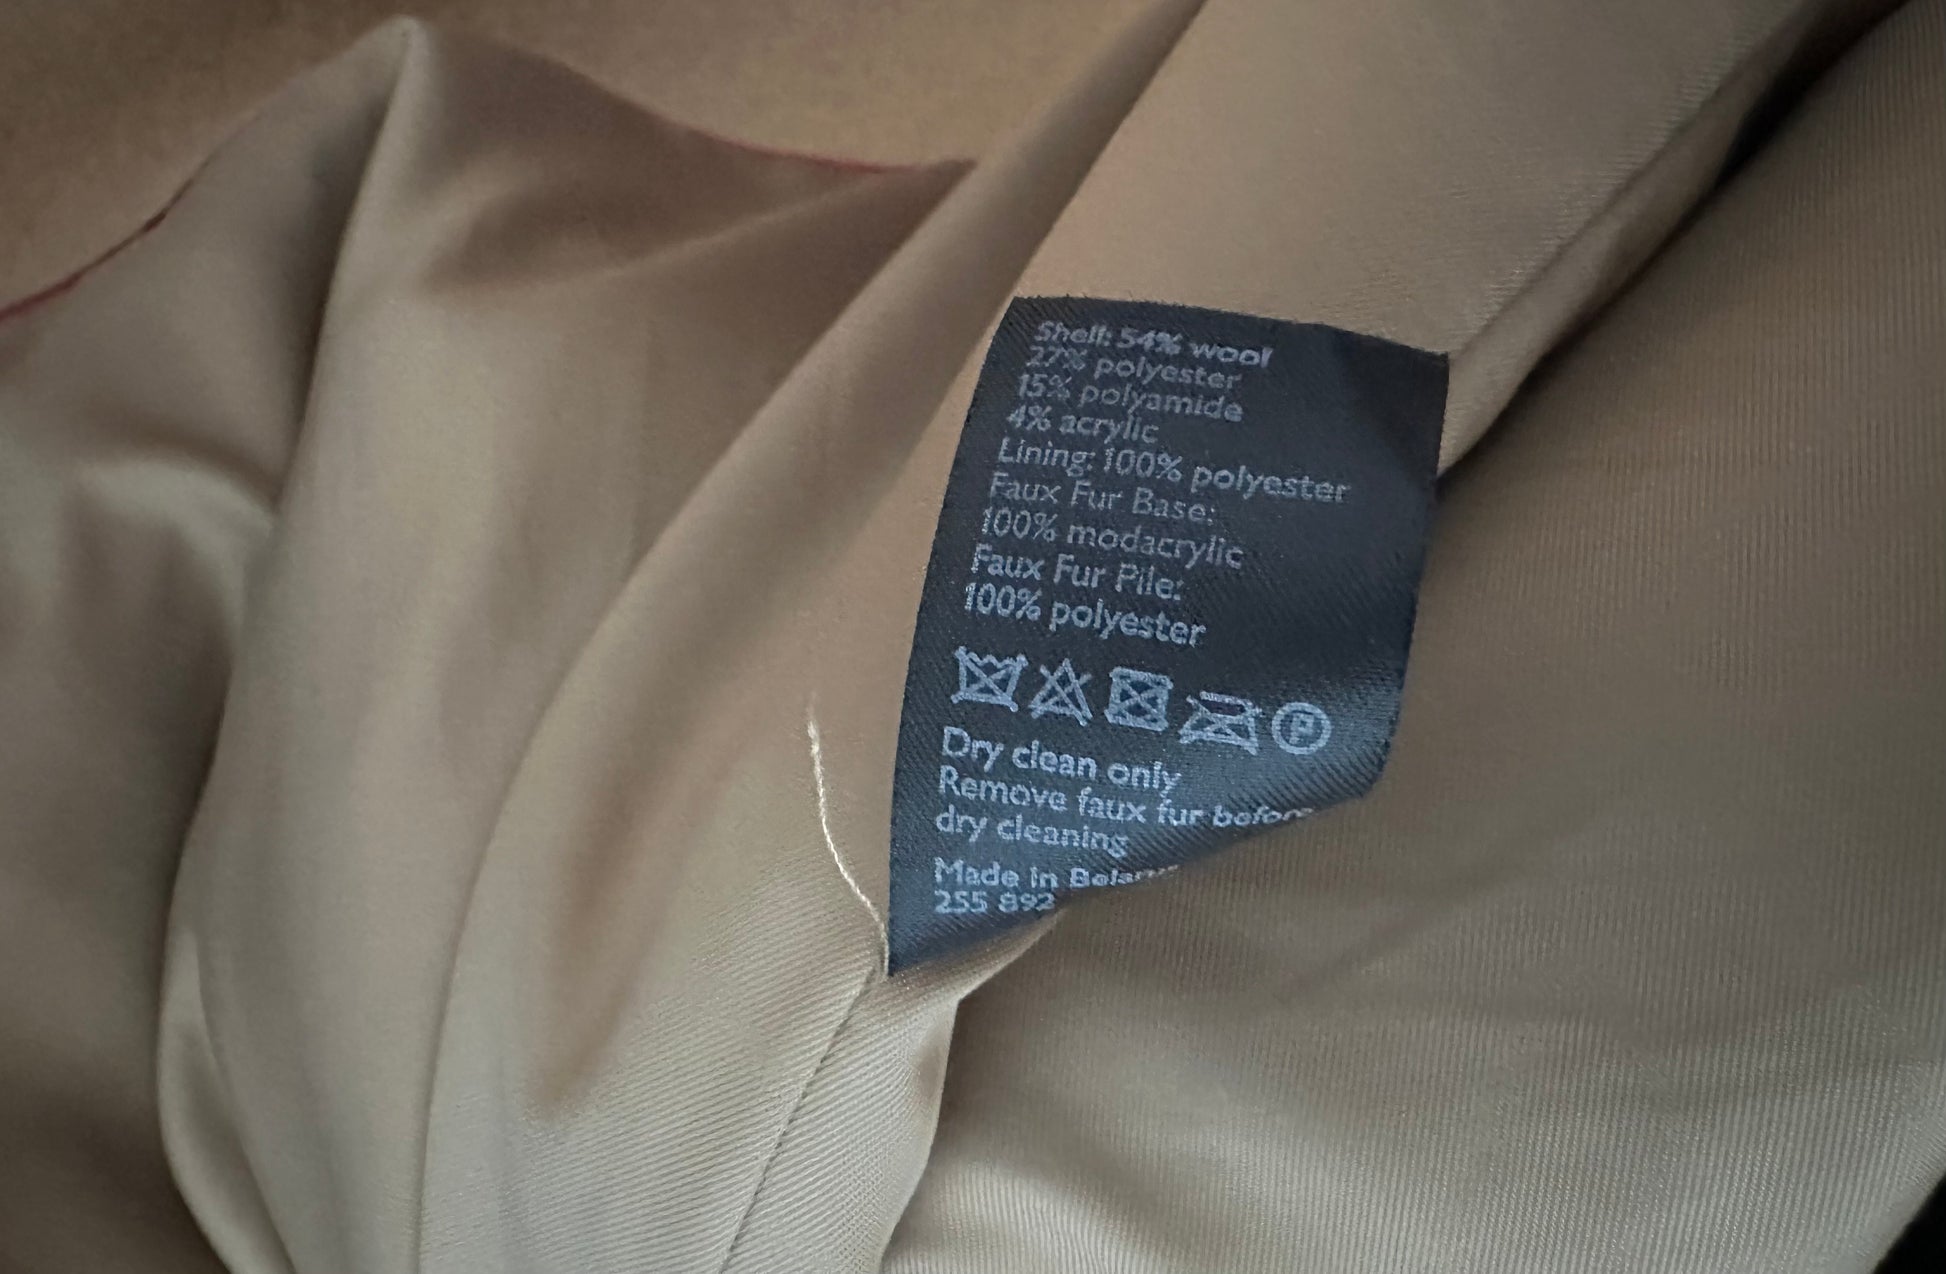 Shell: 54% wool
27% polyester
15% polyamide
4% acrylic
Lining: 100% polyester
Faux Fur Base:
100% modacrylic
Faux Fur Pile:
100% polyester
P
Dry clean only
Remove faux fur before
dry cleaning
Made in
255 892